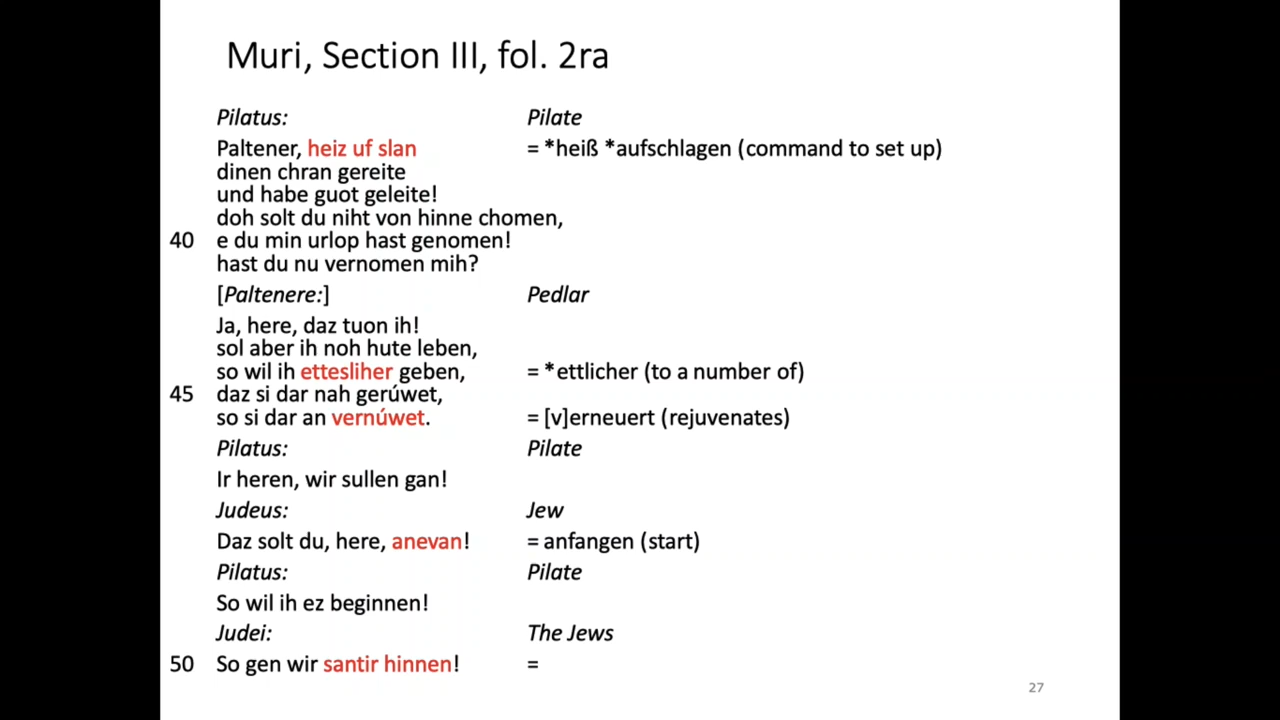 Muri, Section III, fol. 2ra
Pilatus: Pilate
Paltener, heiz uf slan = *heiß *aufschlagen (command to set up)
dinen chran gereite
und habe guot geleite!
doh solt du niht von hinne chomen,
40 e du min urlop hast genomen!
hast du nu vernomen mih?
[Paltenere:] Pedlar
Ja, here, daz tuon ih!
sol aber ih noh hute leben,
so wil ih ettesliher geben, = *ettlicher (to a number of)
45 daz si dar nah gerúwet,
so si dar an vernúwet. = [v]erneuert (rejuvenates)
Pilatus: Pilate
Ir heren, wir sullen gan!
Judeus: Jew
Daz solt du, here, anevan! = anfangen (start)
Pilatus: Pilate
So wil ih ez beginnen!
Judei: The Jews
50 So gen wir santir hinnen! =
27